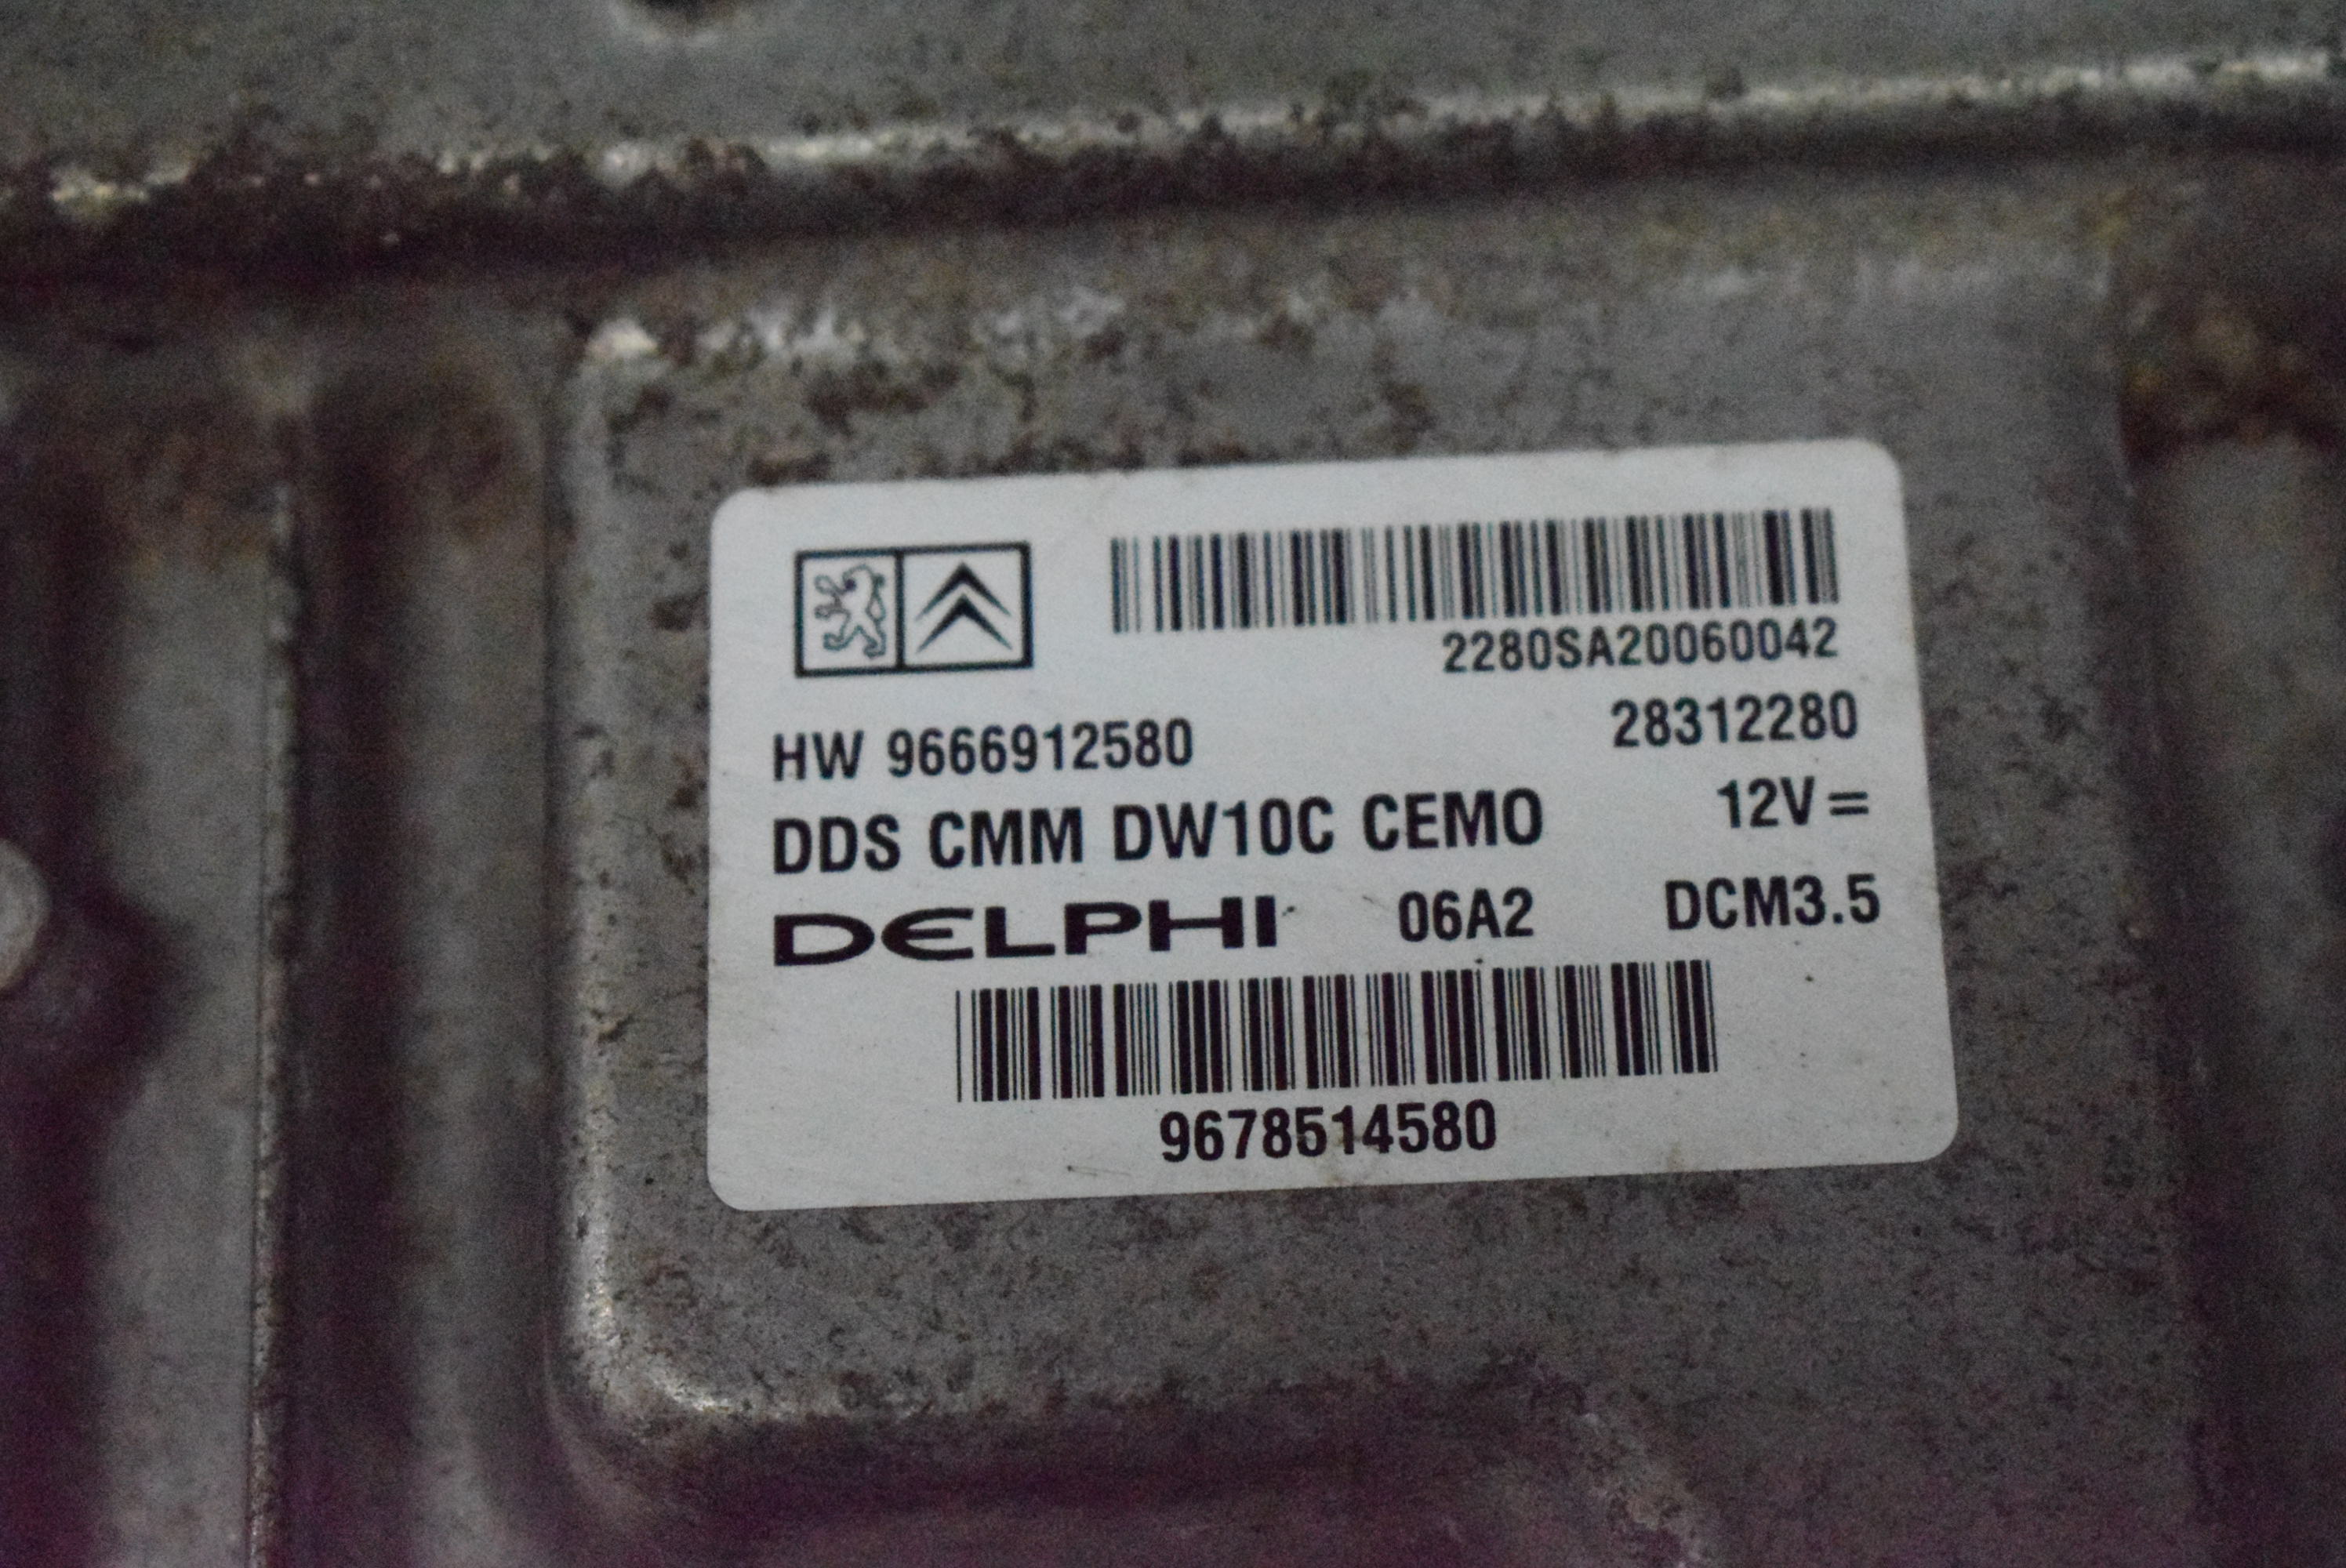 2280SA20060042
HW 9666912580 28312280
DDS CMM DW10C CEMO 12V=
DELPHI 06A2 DCM3.5
9678514580